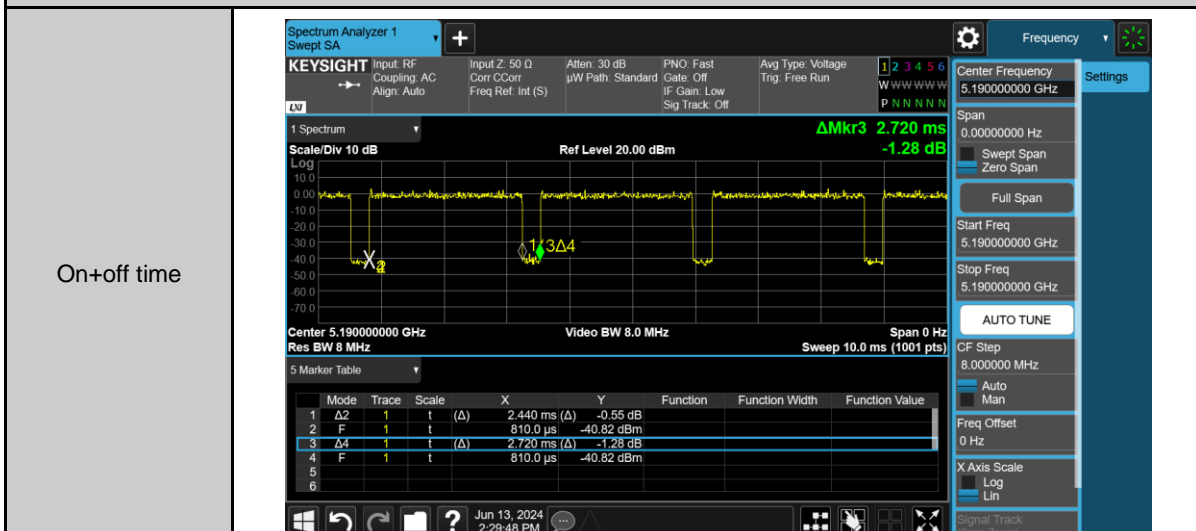 On+off time
Spectrum Analyzer 1
Swept SA
+
Frequency
KEYSIGHT
LXI
Input: RF
Coupling: AC
Align: Auto
Input Z: 50 Ω
Corr CCorr
Freq Ref: Int (S)
Atten: 30 dB
µW Path: Standard
PNO: Fast
Gate: Off
IF Gain: Low
Sig Track: Off
Avg Type: Voltage
Trig: Free Run
1 2 3 4 5 6
W W W W W W
P N N N N N
1 Spectrum
Scale/Div 10 dB
Ref Level 20.00 dBm
ΔMkr3 2.720 ms
-1.28 dB
Log
10.0
0.00
-10.0
-20.0
-30.0
-40.0
-50.0
-60.0
-70.0
3Δ4
Center 5.190000000 GHz
Video BW 8.0 MHz
Span 0 Hz
Res BW 8 MHz
Sweep 10.0 ms (1001 pts)
5 Marker Table
Mode Trace Scale X Y Function Function Width Function Value
1 Δ2 1 t (Δ) 2.440 ms (Δ) -0.55 dB
2 F 1 t 810.0 µs -40.82 dBm
3 Δ4 1 t (Δ) 2.720 ms (Δ) -1.28 dB
4 F 1 t 810.0 µs -40.82 dBm
5
6
?
Jun 13, 2024
2:29:48 PM
Center Frequency
5.190000000 GHz
Settings
Span
0.00000000 Hz
Swept Span
Zero Span
Full Span
Start Freq
5.190000000 GHz
Stop Freq
5.190000000 GHz
AUTO TUNE
CF Step
8.000000 MHz
Auto
Man
Freq Offset
0 Hz
X Axis Scale
Log
Lin
Signal Track